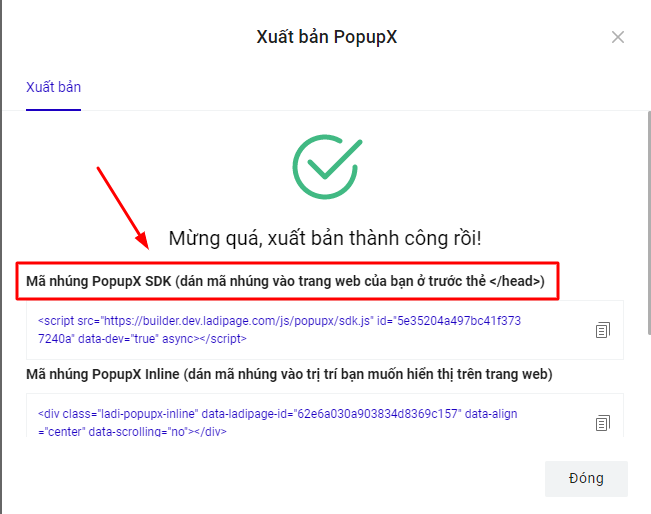 Xuất bản PopupX
Xuất bản
Mừng quá, xuất bản thành công rồi!
Mã nhúng PopupX SDK (dán mã nhúng vào trang web của bạn ở trước thẻ </head>)
<script src="https://builder.dev.ladipage.com/js/popupx/sdk.js" id="5e35204a497bc41f373
7240a" data-dev="true" async></script>
Mã nhúng PopupX Inline (dán mã nhúng vào trị trí bạn muốn hiển thị trên trang web)
<div class="ladi-popupx-inline" data-ladipage-id="62e6a030a903834d8369c157" data-align
="center" data-scrolling="no"></div>
Đóng